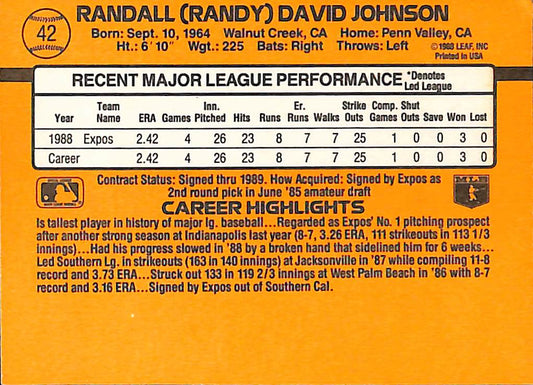 RANDALL (RANDY) DAVID JOHNSON
42
Born: Sept. 10, 1964 Walnut Creek, CA Home: Penn Valley, CA
Ht.: 6' 10" Wgt.: 225 Bats: Right Throws: Left
©1988 LEAF, INC
Printed in USA
RECENT MAJOR LEAGUE PERFORMANCE *Denotes Led League
Year Team Name ERA Games Inn. Pitched Hits Runs Er. Runs Walks Strike Outs Comp. Games Shut Outs Save Won Lost
1988 Expos 2.42 4 26 23 8 7 7 25 1 0 0 3 0
Career 2.42 4 26 23 8 7 7 25 1 0 0 3 0
Contract Status: Signed thru 1989. How Acquired: Signed by Expos as
2nd round pick in June '85 amateur draft
CAREER HIGHLIGHTS
Is tallest player in history of major lg. baseball...Regarded as Expos' No. 1 pitching prospect
after another strong season at Indianapolis last year (8-7, 3.26 ERA, 111 strikeouts in 113 1/3
innings)...Had his progress slowed in '88 by a broken hand that sidelined him for 6 weeks...
Led Southern Lg. in strikeouts (163 in 140 innings) at Jacksonville in '87 while compiling 11-8
record and 3.73 ERA...Struck out 133 in 119 2/3 innings at West Palm Beach in '86 with 8-7
record and 3.16 ERA...Signed by Expos out of Southern Cal.